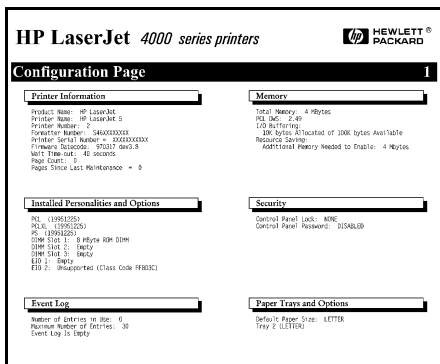 HP LaserJet 4000 series printers
hp HEWLETT® PACKARD
Configuration Page 1
Printer Information
Product Name: HP LaserJet
Printer Name: HP LaserJet 5
Printer Number: 2
Formatter Number: S46XXXXXXX
Printer Serial Number = XXXXXXXXXX
Firmware Datecode: 970317 dev3.8
Wait Time-out: 40 seconds
Page Count: 0
Pages Since Last Maintenance = 0
Memory
Total Memory: 4 MBytes
PCL DWS: 2.49
I/O Buffering:
10K bytes Allocated of 100K bytes Available
Resource Saving:
Additional Memory Needed to Enable: 4 Mbytes
Installed Personalities and Options
PCL (19951225)
PCLXL (19951225)
PS (19951225)
DIMM Slot 1: 8 MByte ROM DIMM
DIMM Slot 2: Empty
DIMM Slot 3: Empty
EIO 1: Empty
EIO 2: Unsupported (Class Code FF803C)
Security
Control Panel Lock: NONE
Control Panel Password: DISABLED
Event Log
Number of Entries in Use: 0
Maximum Number of Entries: 30
Event Log Is Empty
Paper Trays and Options
Default Paper Size: LETTER
Tray 2 (LETTER)